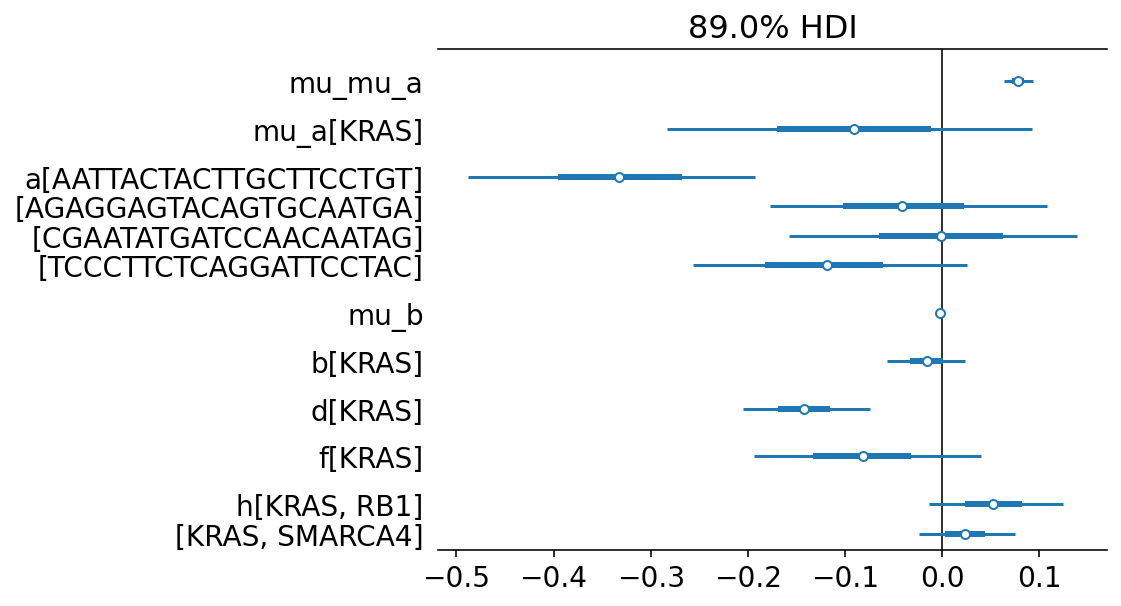 89.0% HDI
mu_mu_a
mu_a[KRAS]
a[AATTACTACTTGCTTCCTGT]
[AGAGGAGTACAGTGCAATGA]
[CGAATATGATCCAACAATAG]
[TCCCTTCTCAGGATTCCTAC]
mu_b
b[KRAS]
d[KRAS]
f[KRAS]
h[KRAS, RB1]
[KRAS, SMARCA4]
−0.5 −0.4 −0.3 −0.2 −0.1 0.0 0.1